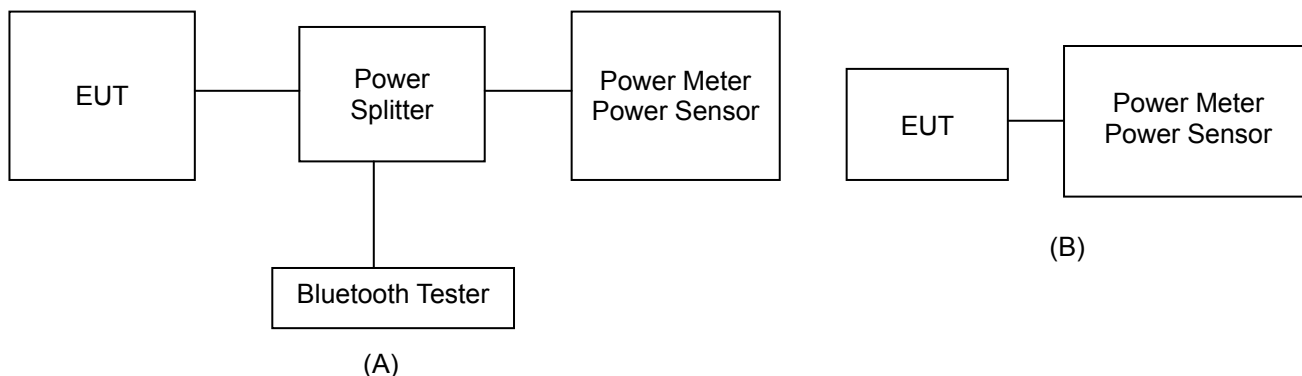 EUT
Power
Splitter
Power Meter
Power Sensor
Bluetooth Tester
(A)
EUT
Power Meter
Power Sensor
(B)